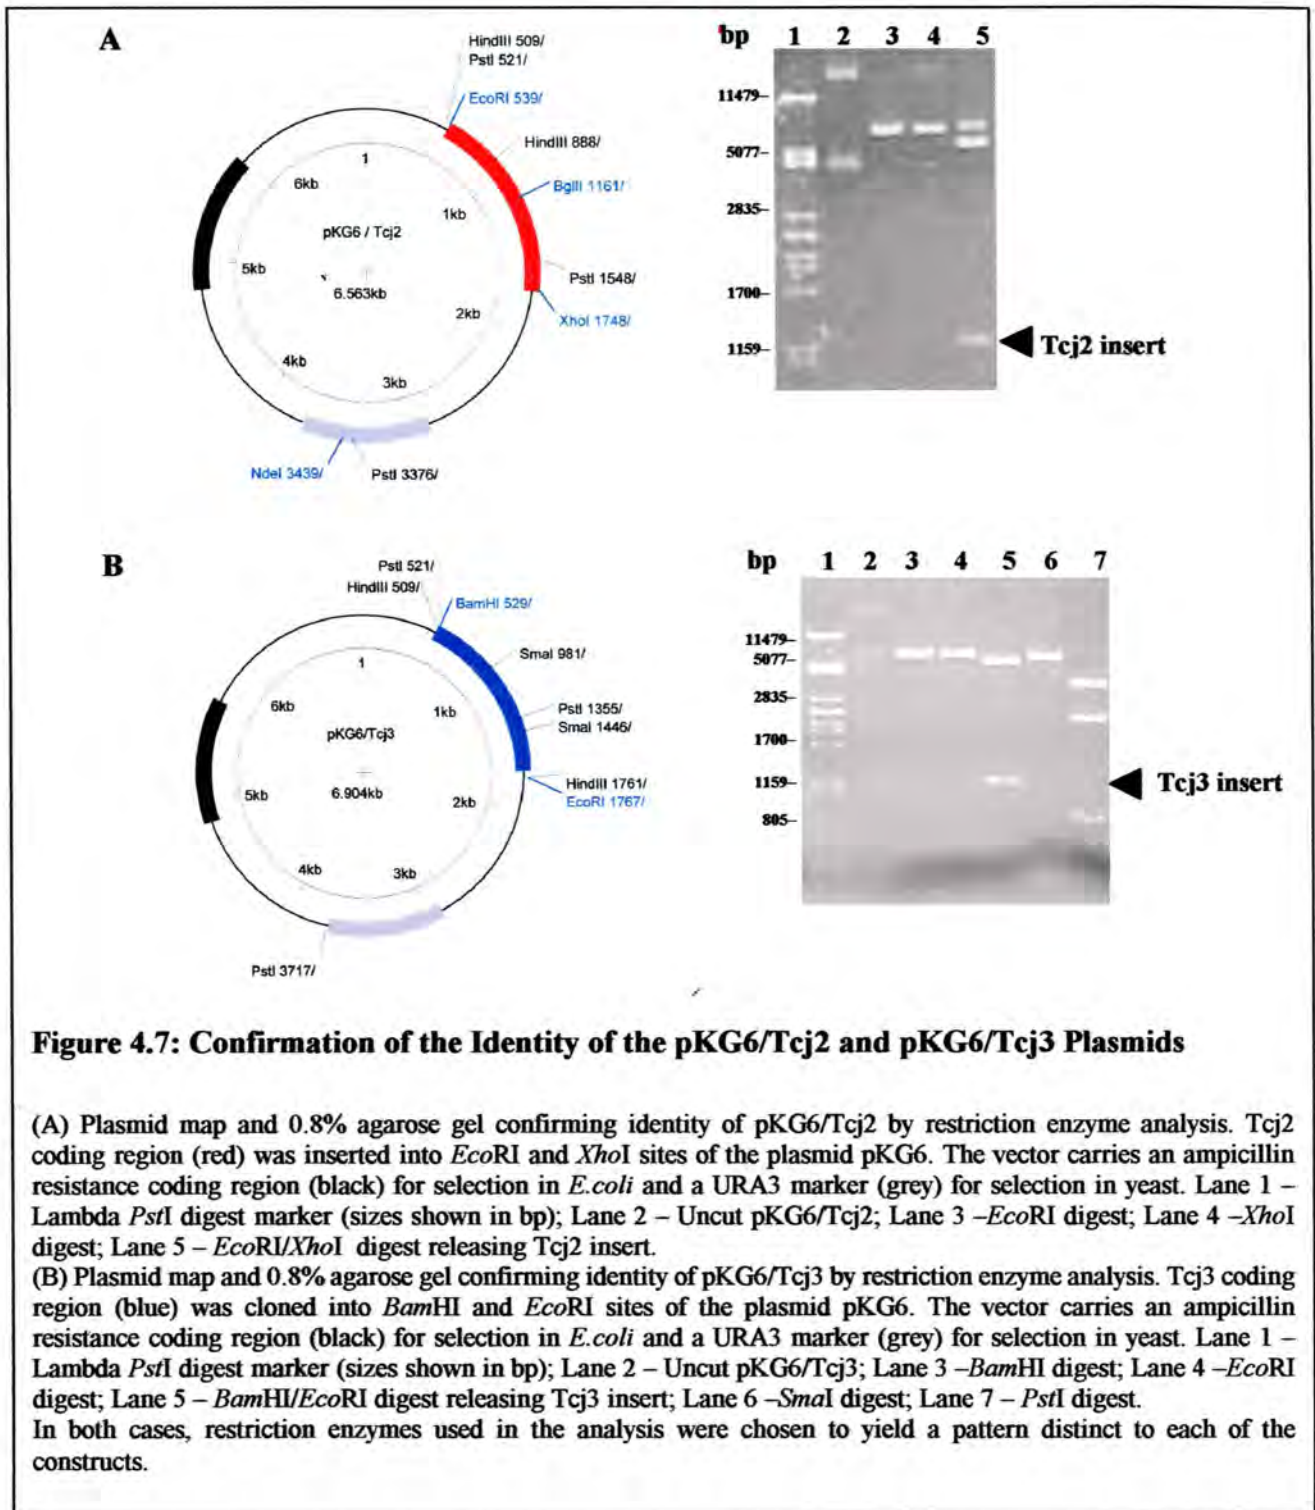 A
HindIII 509/
PstI 521/
EcoRI 539/
HindIII 888/
BglII 1161/
PstI 1548/
XhoI 1748/
PstI 3376/
NdeI 3439/
1
1kb
2kb
3kb
4kb
5kb
6kb
pKG6 / Tcj2
6.563kb
bp 1 2 3 4 5
11479–
5077–
2835–
1700–
1159–
Tcj2 insert
B
PstI 521/
HindIII 509/
BamHI 529/
SmaI 981/
PstI 1355/
SmaI 1446/
HindIII 1761/
EcoRI 1767/
PstI 3717/
1
1kb
2kb
3kb
4kb
5kb
6kb
pKG6/Tcj3
6.904kb
bp 1 2 3 4 5 6 7
11479–
5077–
2835–
1700–
1159–
805–
Tcj3 insert
Figure 4.7: Confirmation of the Identity of the pKG6/Tcj2 and pKG6/Tcj3 Plasmids
(A) Plasmid map and 0.8% agarose gel confirming identity of pKG6/Tcj2 by restriction enzyme analysis. Tcj2
coding region (red) was inserted into EcoRI and XhoI sites of the plasmid pKG6. The vector carries an ampicillin
resistance coding region (black) for selection in E.coli and a URA3 marker (grey) for selection in yeast. Lane 1 –
Lambda PstI digest marker (sizes shown in bp); Lane 2 – Uncut pKG6/Tcj2; Lane 3 –EcoRI digest; Lane 4 –XhoI
digest; Lane 5 – EcoRI/XhoI digest releasing Tcj2 insert.
(B) Plasmid map and 0.8% agarose gel confirming identity of pKG6/Tcj3 by restriction enzyme analysis. Tcj3 coding
region (blue) was cloned into BamHI and EcoRI sites of the plasmid pKG6. The vector carries an ampicillin
resistance coding region (black) for selection in E.coli and a URA3 marker (grey) for selection in yeast. Lane 1 –
Lambda PstI digest marker (sizes shown in bp); Lane 2 – Uncut pKG6/Tcj3; Lane 3 –BamHI digest; Lane 4 –EcoRI
digest; Lane 5 – BamHI/EcoRI digest releasing Tcj3 insert; Lane 6 –SmaI digest; Lane 7 – PstI digest.
In both cases, restriction enzymes used in the analysis were chosen to yield a pattern distinct to each of the
constructs.